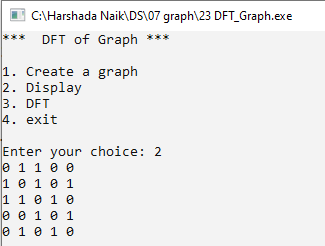 C:\Harshada Naik\DS\07 graph\23 DFT_Graph.exe
*** DFT of Graph ***
1. Create a graph
2. Display
3. DFT
4. exit
Enter your choice: 2
0 1 1 0 0
1 0 1 0 1
1 1 0 1 0
0 0 1 0 1
0 1 0 1 0